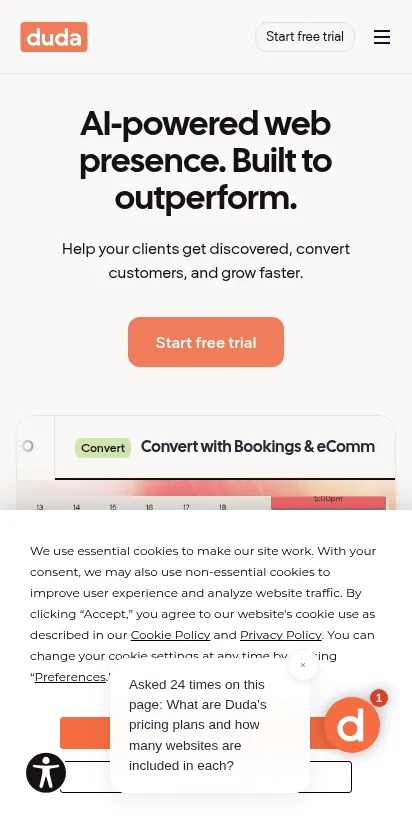 duda
Start free trial
AI-powered web
presence. Built to
outperform.
Help your clients get discovered, convert
customers, and grow faster.
Start free trial
Convert Convert with Bookings & eComm
5:00pm
13 14 15 16 17 18
We use essential cookies to make our site work. With your
consent, we may also use non-essential cookies to
improve user experience and analyze website traffic. By
clicking “Accept,” you agree to our website's cookie use as
described in our Cookie Policy and Privacy Policy. You can
change your cookie settings at any time by
“Preferences.”
×
Asked 24 times on this
page: What are Duda's
pricing plans and how
many websites are
included in each?
1
d